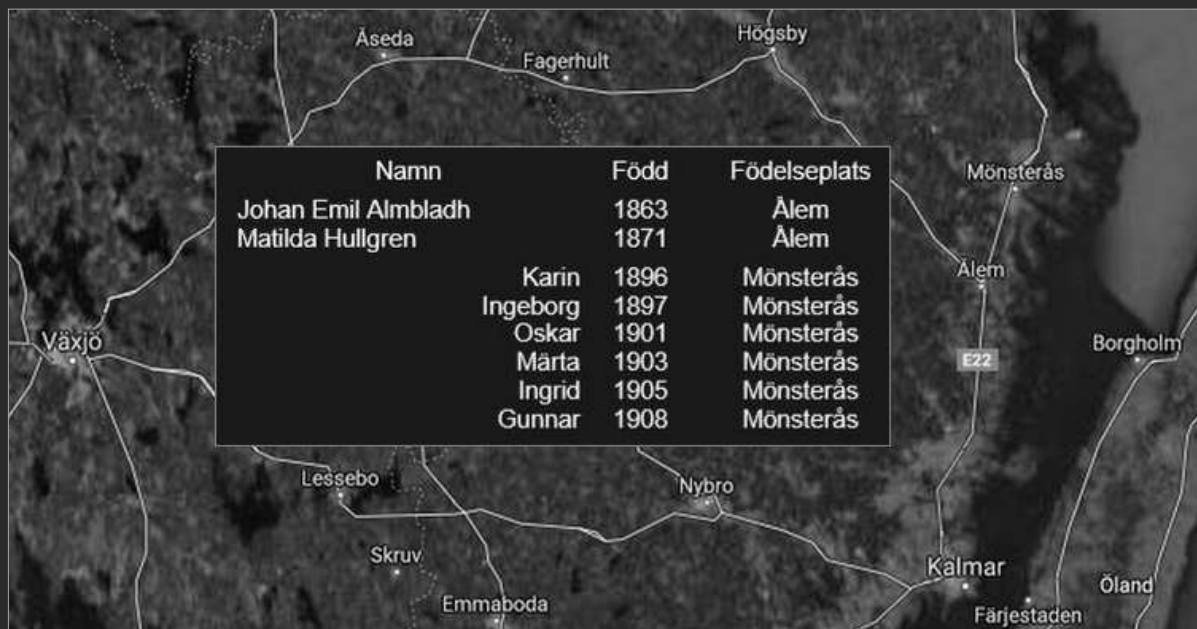 Åseda
Högsby
Fagerhult
Namn Född Födelseplats
Johan Emil Almbladh 1863 Ålem
Matilda Hullgren 1871 Ålem
Karin 1896 Mönsterås
Ingeborg 1897 Mönsterås
Oskar 1901 Mönsterås
Märta 1903 Mönsterås
Ingrid 1905 Mönsterås
Gunnar 1908 Mönsterås
Mönsterås
Ålem
Växjö
Borgholm
E22
Lessebo
Nybro
Skruv
Kalmar
Öland
Emmaboda
Färjestaden